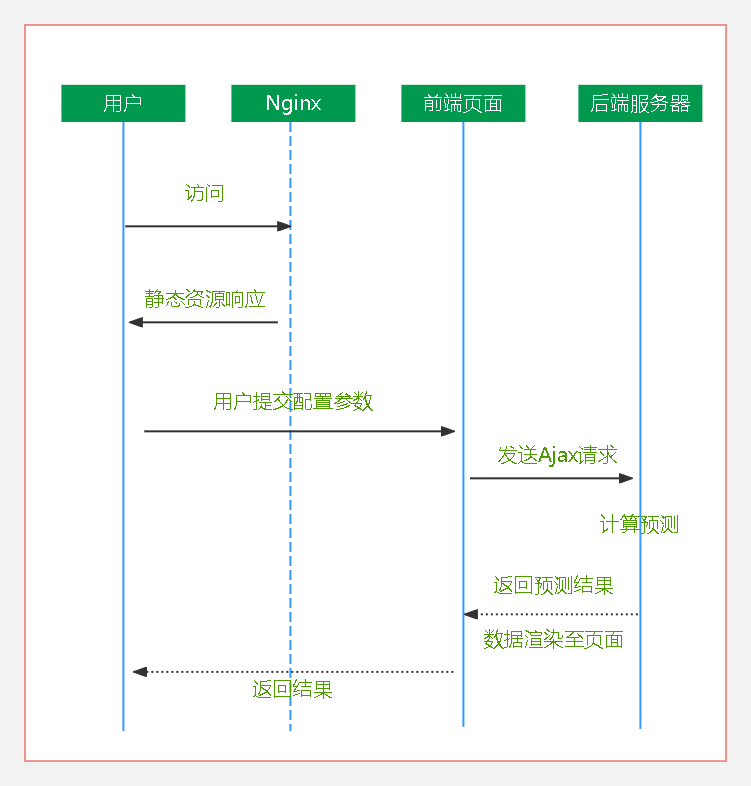 用户
Nginx
前端页面
后端服务器
访问
静态资源响应
用户提交配置参数
发送Ajax请求
计算预测
返回预测结果
数据渲染至页面
返回结果